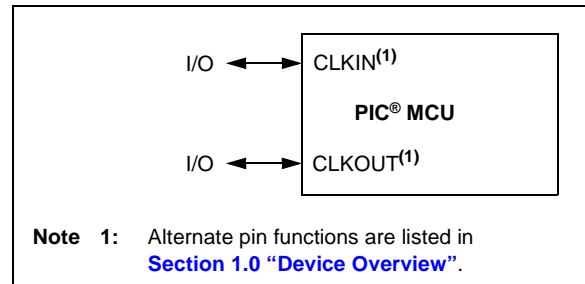 I/O CLKIN(1)
PIC® MCU
I/O CLKOUT(1)
Note 1: Alternate pin functions are listed in
Section 1.0 “Device Overview”.